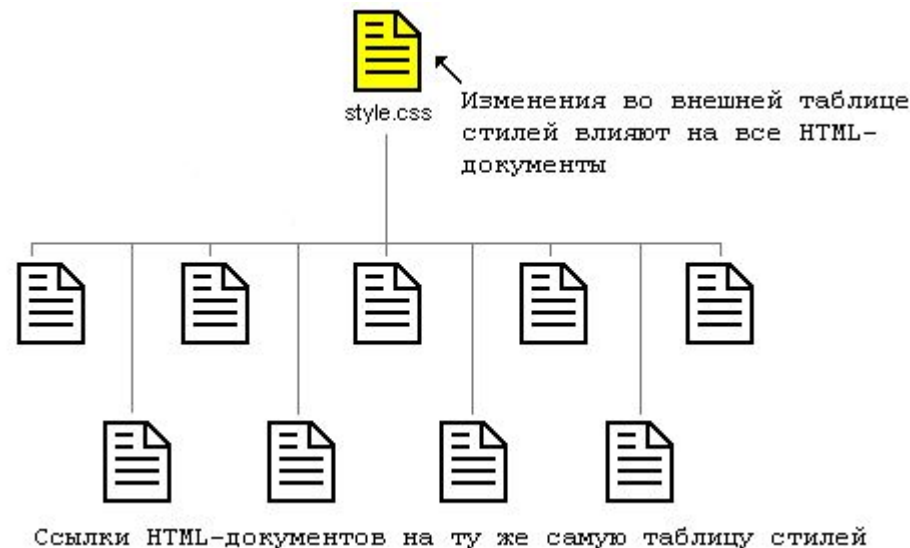 style.css
Изменения во внешней таблице
стилей влияют на все HTML-
документы
Ссылки HTML-документов на ту же самую таблицу стилей